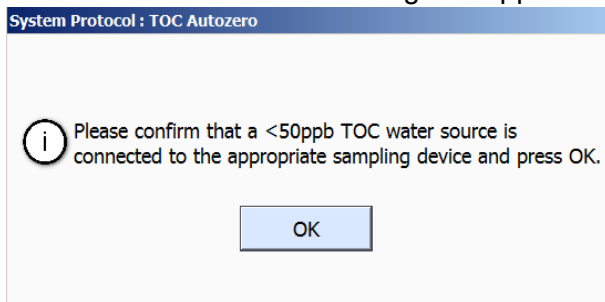 System Protocol : TOC Autozero
i
Please confirm that a <50ppb TOC water source is
connected to the appropriate sampling device and press OK.
OK